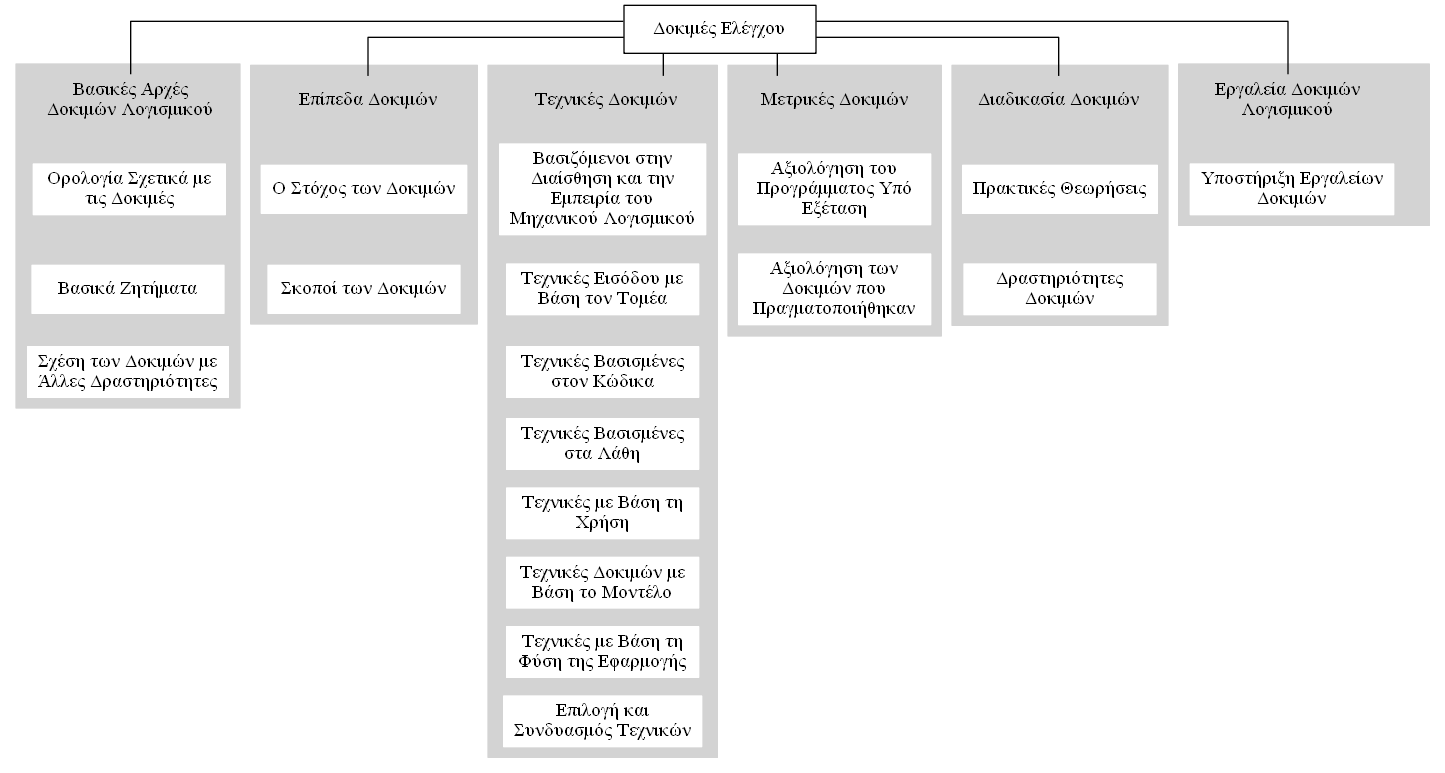 Δοκιμές Ελέγχου
Βασικές Αρχές
Δοκιμών Λογισμικού
Ορολογία Σχετικά με
τις Δοκιμές
Βασικά Ζητήματα
Σχέση των Δοκιμών με
Άλλες Δραστηριότητες
Επίπεδα Δοκιμών
Ο Στόχος των Δοκιμών
Σκοποί των Δοκιμών
Τεχνικές Δοκιμών
Βασιζόμενοι στην
Διαίσθηση και την
Εμπειρία του
Μηχανικού Λογισμικού
Τεχνικές Εισόδου με
Βάση τον Τομέα
Τεχνικές Βασισμένες
στον Κώδικα
Τεχνικές Βασισμένες
στα Λάθη
Τεχνικές με Βάση τη
Χρήση
Τεχνικές Δοκιμών με
Βάση το Μοντέλο
Τεχνικές με Βάση τη
Φύση της Εφαρμογής
Επιλογή και
Συνδυασμός Τεχνικών
Μετρικές Δοκιμών
Αξιολόγηση του
Προγράμματος Υπό
Εξέταση
Αξιολόγηση των
Δοκιμών που
Πραγματοποιήθηκαν
Διαδικασία Δοκιμών
Πρακτικές Θεωρήσεις
Δραστηριότητες
Δοκιμών
Εργαλεία Δοκιμών
Λογισμικού
Υποστήριξη Εργαλείων
Δοκιμών